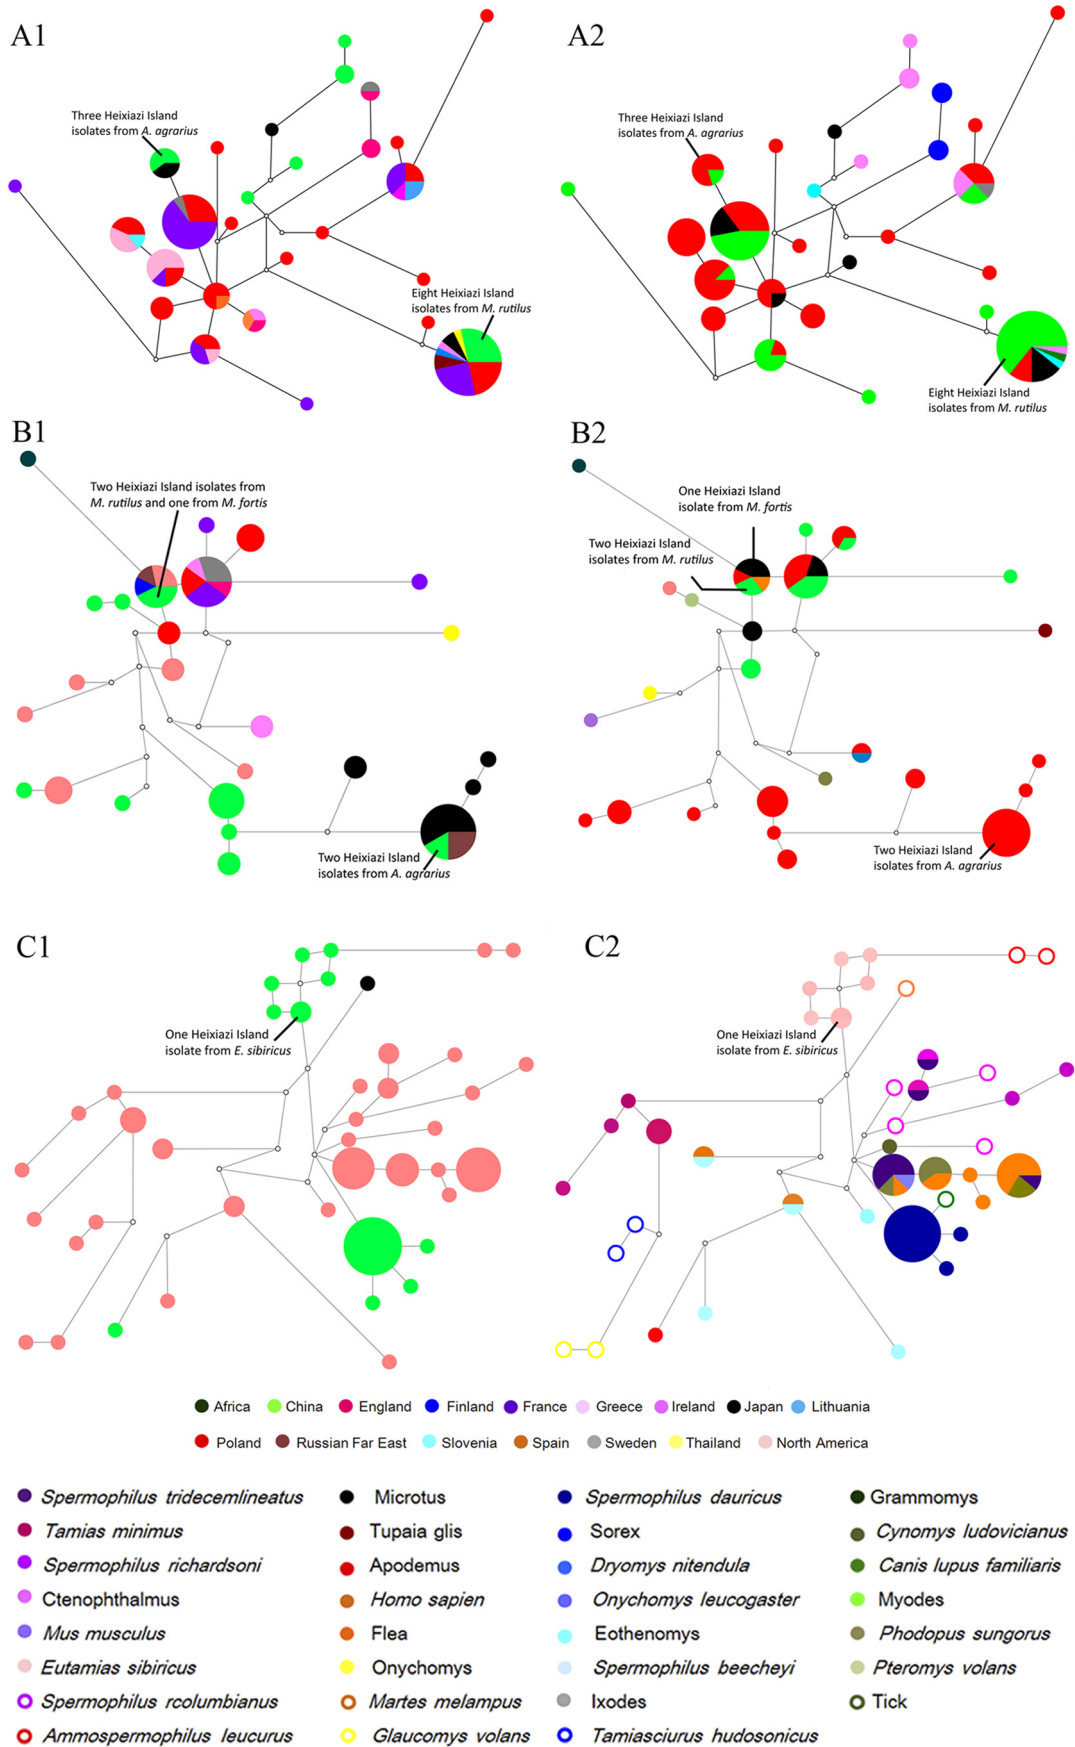 A1
A2
Three Heixiazi Island
isolates from A. agrarius
Three Heixiazi Island
isolates from A. agrarius
Eight Heixiazi Island
isolates from M. rutilus
Eight Heixiazi Island
isolates from M. rutilus
B1
B2
Two Heixiazi Island isolates from
M. rutilus and one from M. fortis
One Heixiazi Island
isolate from M. fortis
Two Heixiazi Island
isolates from M. rutilus
Two Heixiazi Island
isolates from A. agrarius
Two Heixiazi Island
isolates from A. agrarius
C1
C2
One Heixiazi Island
isolate from E. sibiricus
One Heixiazi Island
isolate from E. sibiricus
Africa China England Finland France Greece Ireland Japan Lithuania
Poland Russian Far East Slovenia Spain Sweden Thailand North America
Spermophilus tridecemlineatus Microtus Spermophilus dauricus Grammomys
Tamias minimus Tupaia glis Sorex Cynomys ludovicianus
Spermophilus richardsoni Apodemus Dryomys nitendula Canis lupus familiaris
Ctenophthalmus Homo sapien Onychomys leucogaster Myodes
Mus musculus Flea Eothenomys Phodopus sungorus
Eutamias sibiricus Onychomys Spermophilus beecheyi Pteromys volans
Spermophilus rcolumbianus Martes melampus Ixodes Tick
Ammospermophilus leucurus Glaucomys volans Tamiasciurus hudosonicus